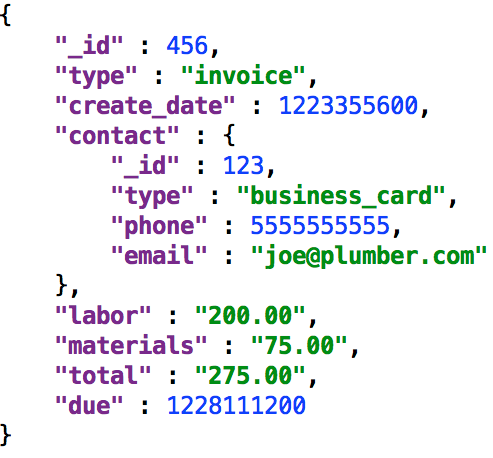 {
    "_id" : 456,
    "type" : "invoice",
    "create_date" : 1223355600,
    "contact" : {
        "_id" : 123,
        "type" : "business_card",
        "phone" : 5555555555,
        "email" : "joe@plumber.com"
    },
    "labor" : "200.00",
    "materials" : "75.00",
    "total" : "275.00",
    "due" : 1228111200
}